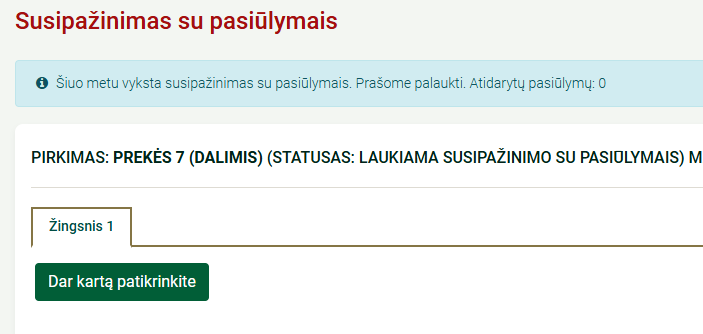 Susipažinimas su pasiūlymais
Šiuo metu vyksta susipažinimas su pasiūlymais. Prašome palaukti. Atidarytų pasiūlymų: 0
PIRKIMAS: PREKĖS 7 (DALIMIS) (STATUSAS: LAUKIAMA SUSIPAŽINIMO SU PASIŪLYMAIS) M
Žingsnis 1
Dar kartą patikrinkite